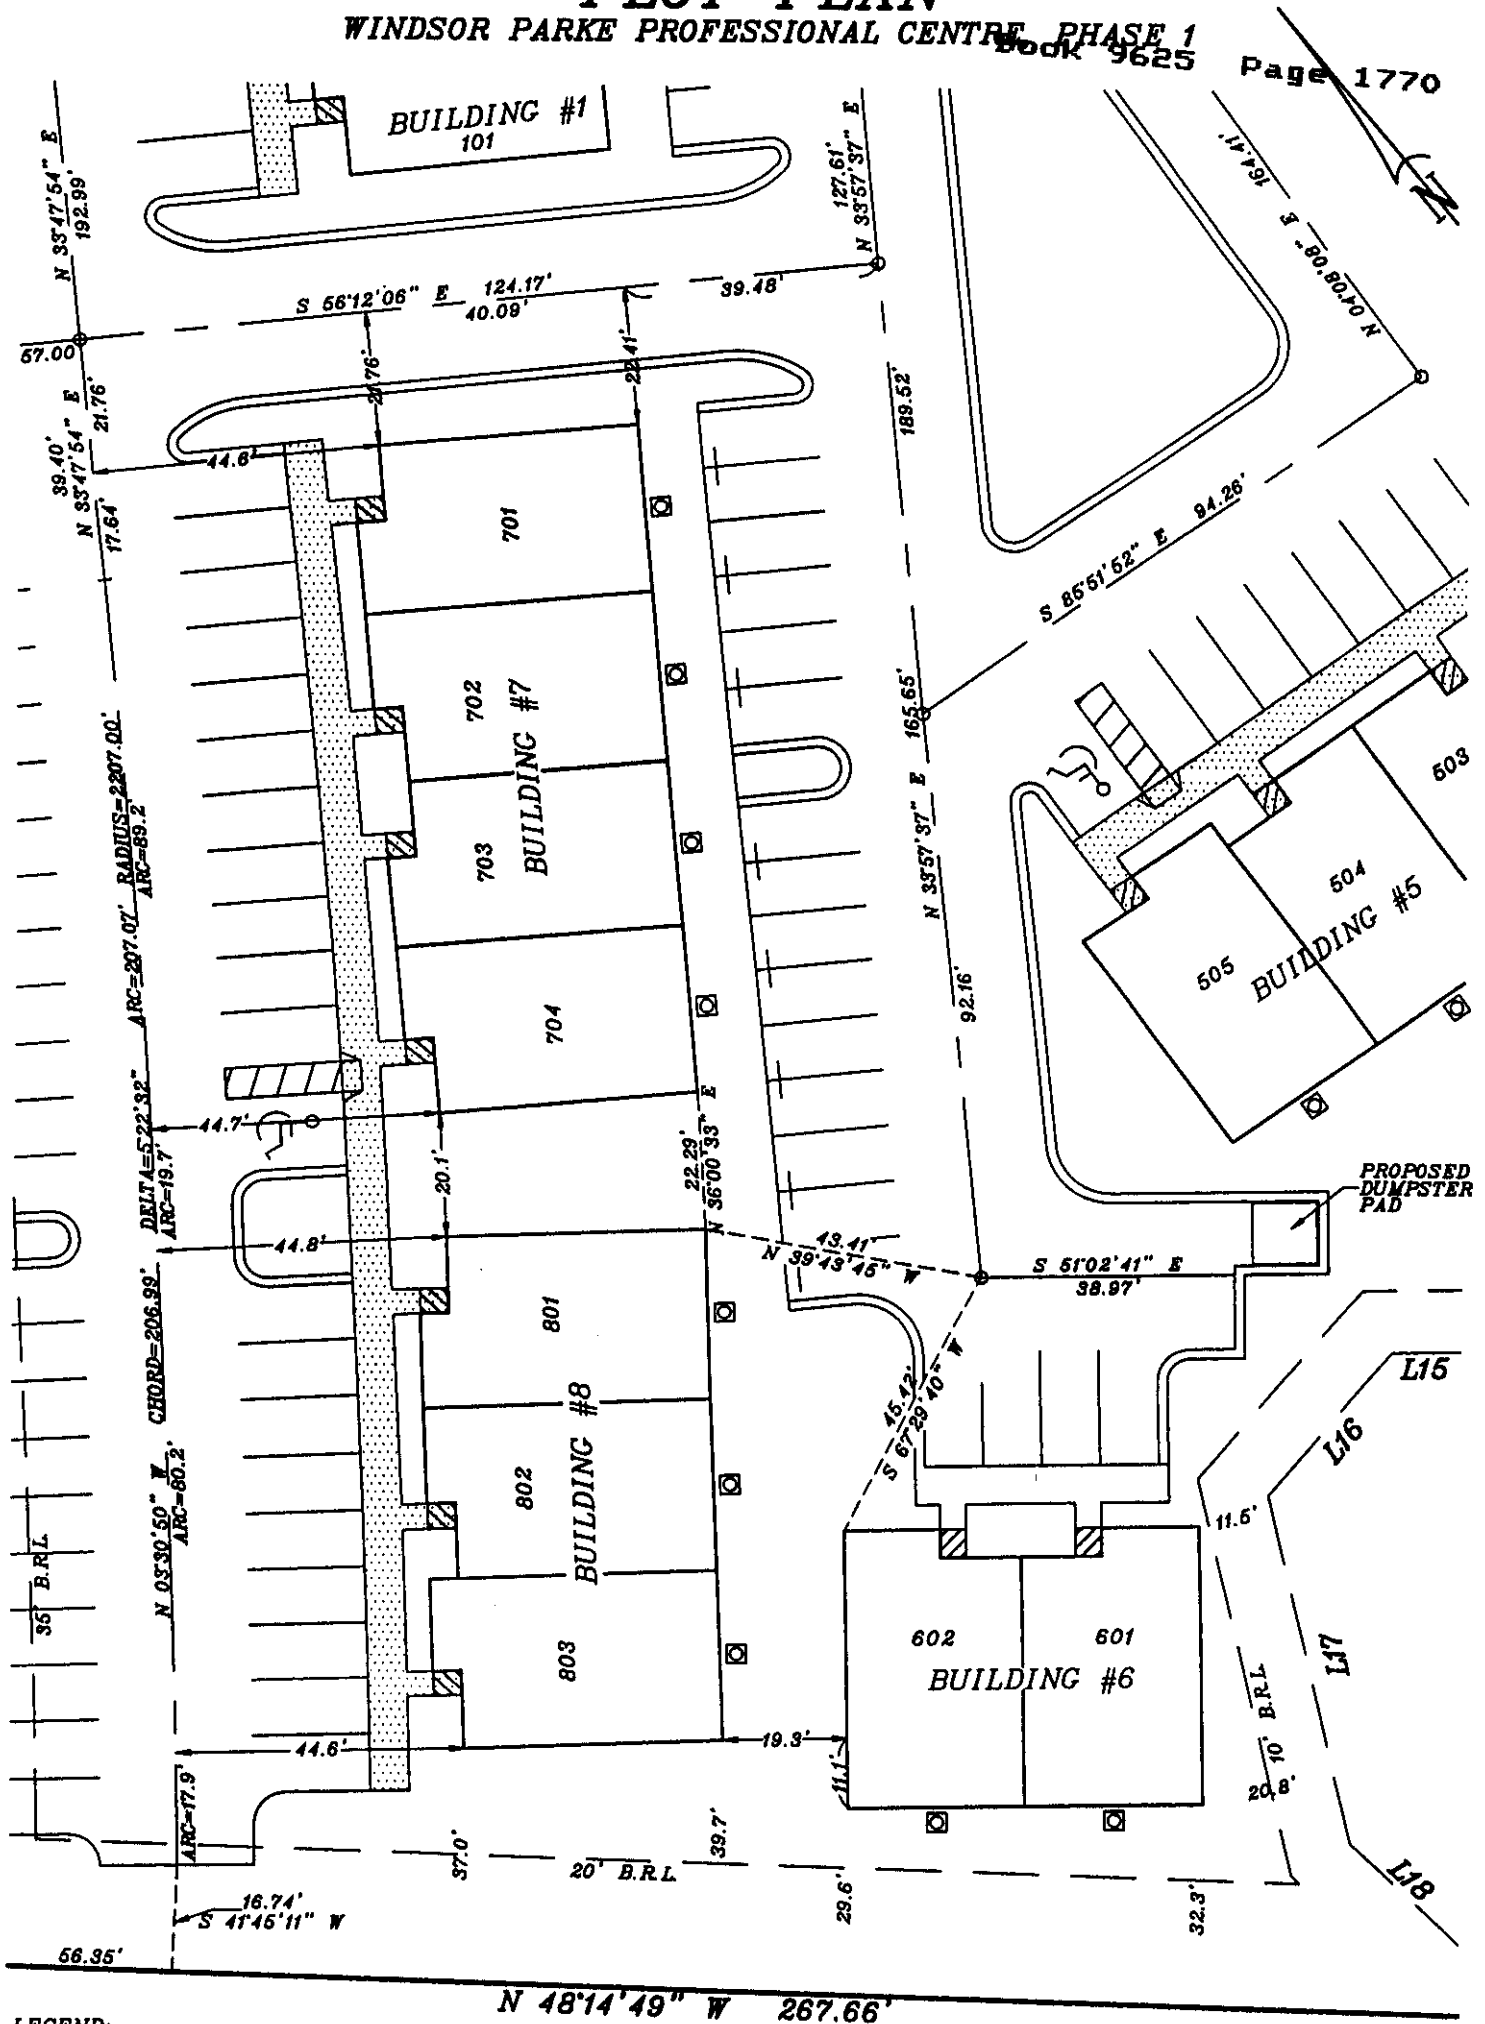 PLOT PLAN
WINDSOR PARKE PROFESSIONAL CENTRE, PHASE 1
Book 9625 Page 1770
BUILDING #1
101
N 33°47'54" E
192.99'
127.61'
N 33°57'37" E
164.41'
N 04°08'08" E
N
S 56°12'06" E 124.17'
40.09'
39.48'
57.00'
21.76'
22.41'
39.40'
N 33°47'54" E
21.76'
17.64'
44.6'
189.52'
S 85°51'52" E 94.26'
701
702
703
704
BUILDING #7
165.65'
N 33°57'37" E
92.16'
503
504
505
BUILDING #5
DELTA=5°22'32" ARC=207.07' RADIUS=2207.00'
ARC=89.2'
ARC=19.7'
44.7'
20.1'
22.29'
N 36°00'33" E
44.8'
43.41'
N 39°43'45" W
S 51°02'41" E
38.97'
PROPOSED
DUMPSTER
PAD
N 03°30'50" W CHORD=206.99'
ARC=80.2'
801
802
803
BUILDING #8
45.42'
S 67°29'40" W
L15
L16
L17
L18
11.5'
35' B.R.L.
602
601
BUILDING #6
10' B.R.L.
20.8'
44.6'
19.3'
11.1'
ARC=17.9'
37.0'
20' B.R.L.
39.7'
29.6'
32.3'
16.74'
S 41°45'11" W
56.35'
N 48°14'49" W 267.66'
LEGEND: